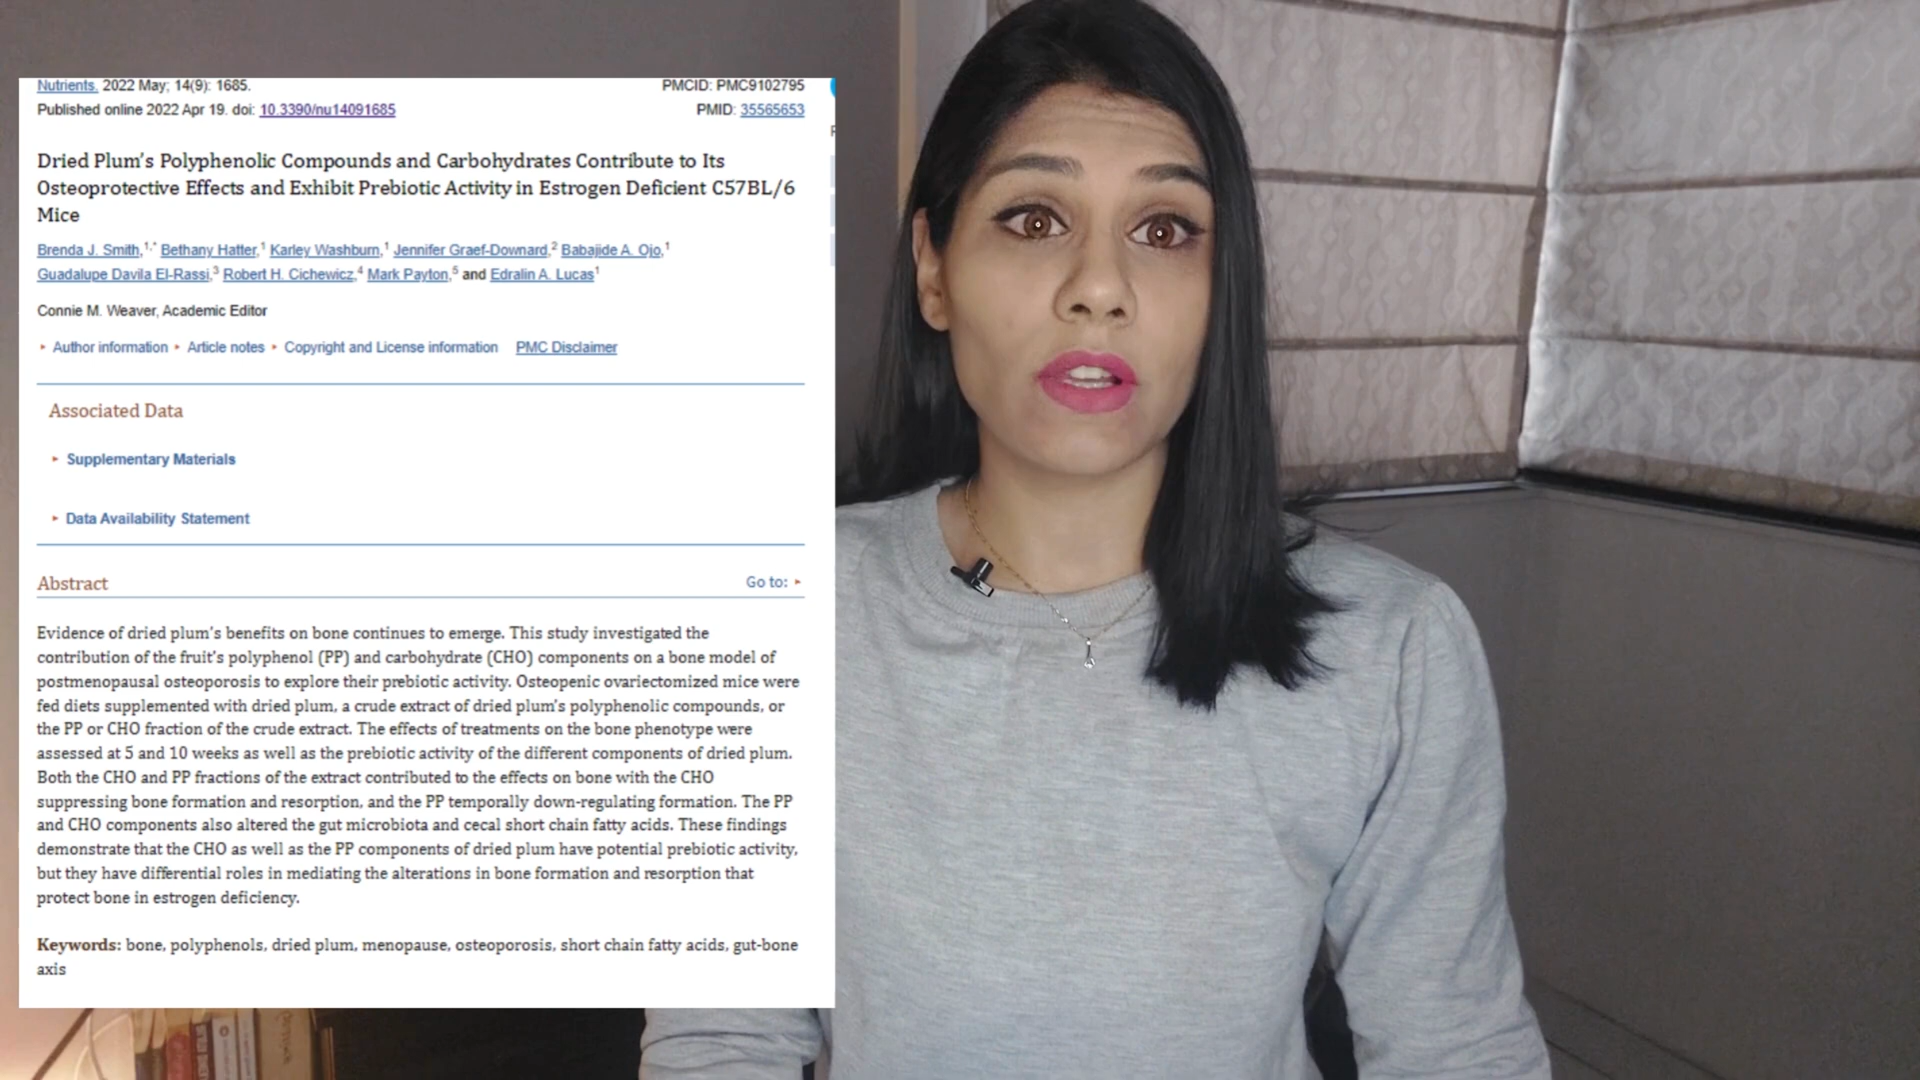 Nutrients. 2022 May; 14(9): 1685. PMCID: PMC9102795
Published online 2022 Apr 19. doi: 10.3390/nu14091685 PMID: 35565653
Dried Plum's Polyphenolic Compounds and Carbohydrates Contribute to Its
Osteoprotective Effects and Exhibit Prebiotic Activity in Estrogen Deficient C57BL/6
Mice
Brenda J. Smith,1,* Bethany Hatter,1 Karley Washburn,1 Jennifer Graef-Downard,2 Babajide A. Ojo,1
Guadalupe Davila El-Rassi,3 Robert H. Cichewicz,4 Mark Payton,5 and Edralin A. Lucas1
Connie M. Weaver, Academic Editor
Author information Article notes Copyright and License information PMC Disclaimer
Associated Data
Supplementary Materials
Data Availability Statement
Abstract Go to:
Evidence of dried plum's benefits on bone continues to emerge. This study investigated the
contribution of the fruit's polyphenol (PP) and carbohydrate (CHO) components on a bone model of
postmenopausal osteoporosis to explore their prebiotic activity. Osteopenic ovariectomized mice were
fed diets supplemented with dried plum, a crude extract of dried plum's polyphenolic compounds, or
the PP or CHO fraction of the crude extract. The effects of treatments on the bone phenotype were
assessed at 5 and 10 weeks as well as the prebiotic activity of the different components of dried plum.
Both the CHO and PP fractions of the extract contributed to the effects on bone with the CHO
suppressing bone formation and resorption, and the PP temporally down-regulating formation. The PP
and CHO components also altered the gut microbiota and cecal short chain fatty acids. These findings
demonstrate that the CHO as well as the PP components of dried plum have potential prebiotic activity,
but they have differential roles in mediating the alterations in bone formation and resorption that
protect bone in estrogen deficiency.
Keywords: bone, polyphenols, dried plum, menopause, osteoporosis, short chain fatty acids, gut-bone
axis